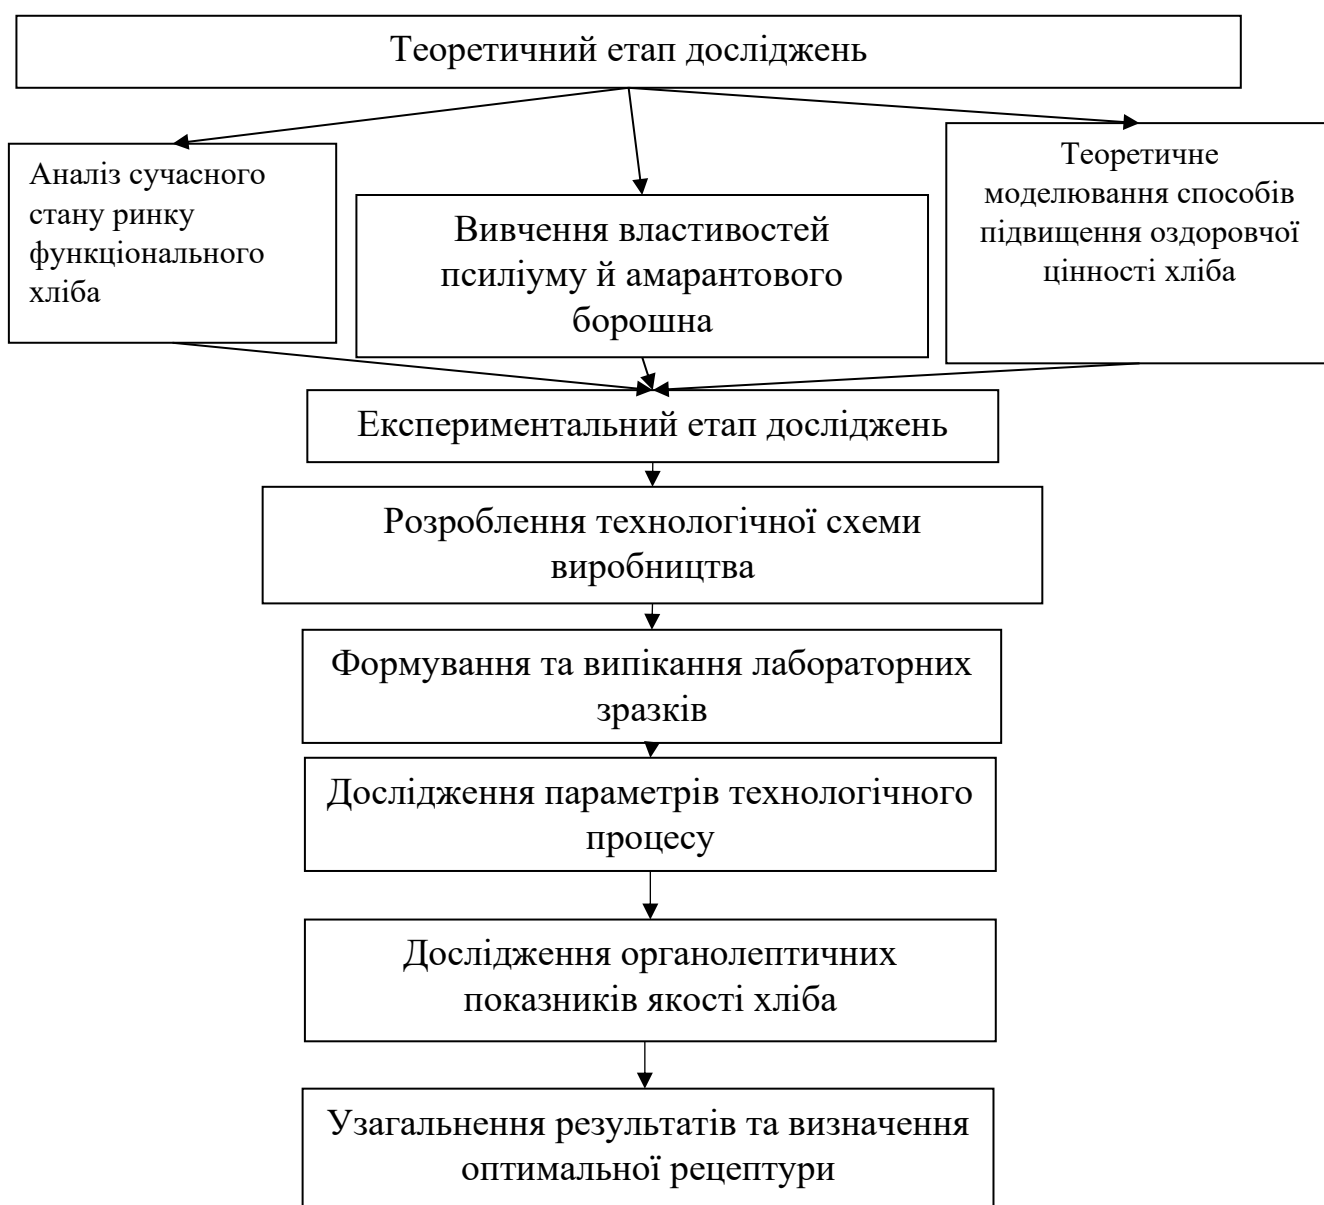 Теоретичний етап досліджень
Аналіз сучасного
стану ринку
функціонального
хліба
Вивчення властивостей
псиліуму й амарантового
борошна
Теоретичне
моделювання способів
підвищення оздоровчої
цінності хліба
Експериментальний етап досліджень
Розроблення технологічної схеми
виробництва
Формування та випікання лабораторних
зразків
Дослідження параметрів технологічного
процесу
Дослідження органолептичних
показників якості хліба
Узагальнення результатів та визначення
оптимальної рецептури